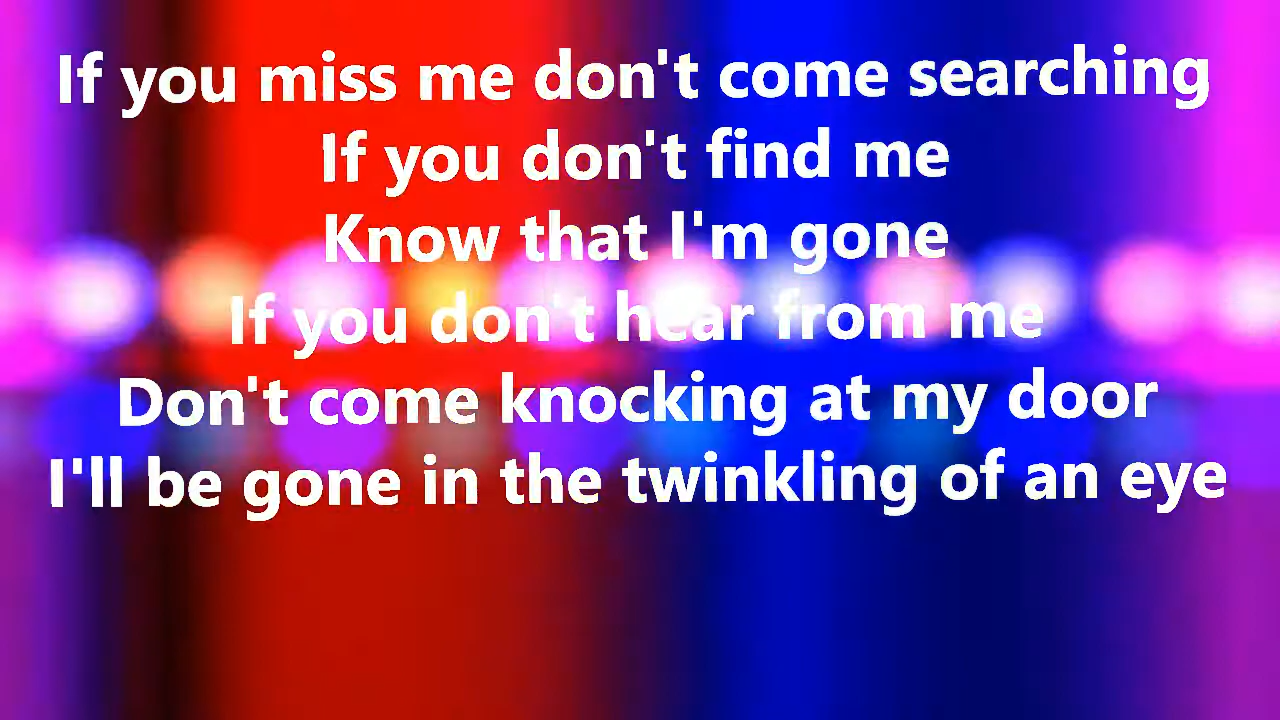 If you miss me don't come searching
If you don't find me
Know that I'm gone
If you don't hear from me
Don't come knocking at my door
I'll be gone in the twinkling of an eye